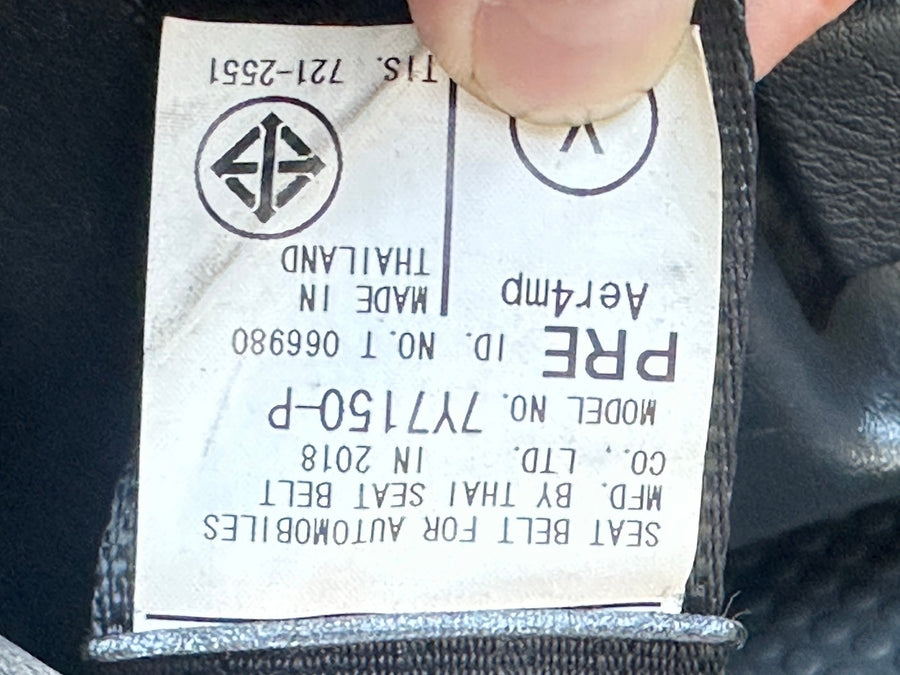 SEAT BELT FOR AUTOMOBILES
MFD. BY THAI SEAT BELT
CO., LTD. IN 2018
MODEL NO. 7Y7150-P
PRE ID. NO. T 066980
Aer4mp
MADE IN
THAILAND
TIS. 721-2551